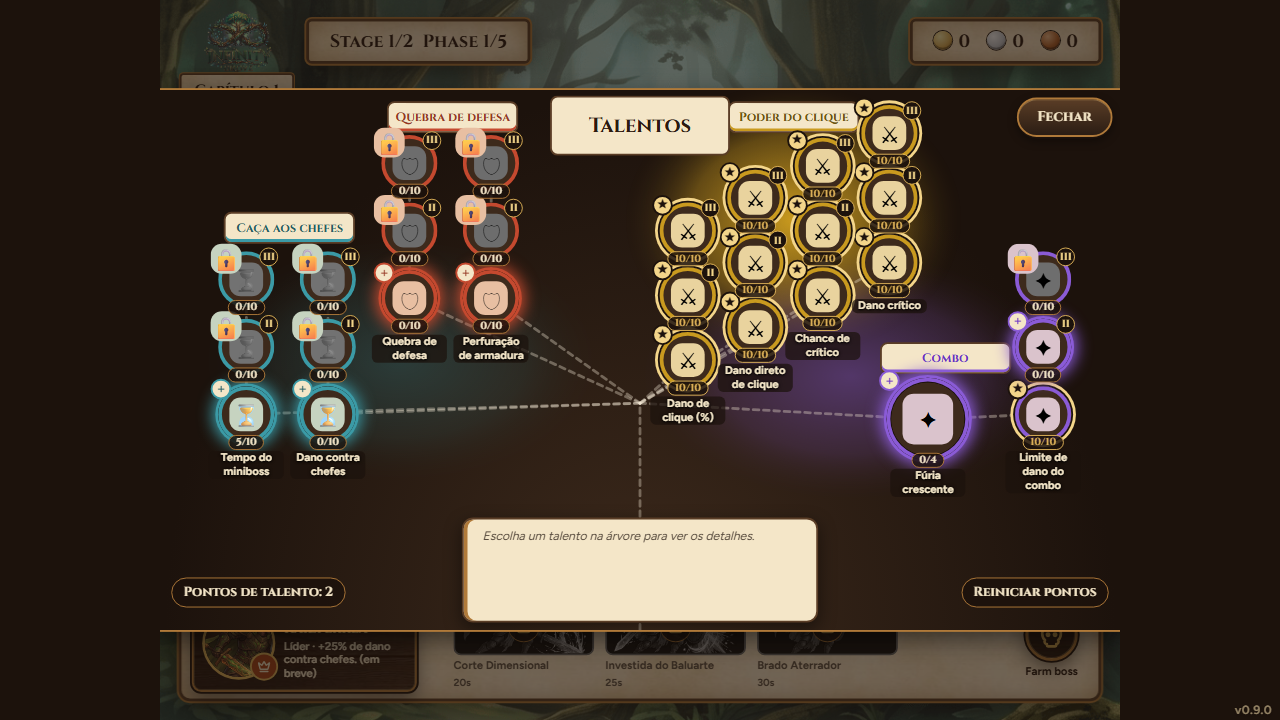 STAGE 1/2 PHASE 1/5
0
0
0
CAPÍTULO 1
TALENTOS
FECHAR
QUEBRA DE DEFESA
III
0/10
III
0/10
II
0/10
II
0/10
0/10
0/10
Quebra de
defesa
Perfuração
de armadura
CAÇA AOS CHEFES
III
0/10
III
0/10
II
0/10
II
0/10
5/10
0/10
Tempo do
miniboss
Dano contra
chefes
PODER DO CLIQUE
III
10/10
II
10/10
10/10
Dano de
clique (%)
III
10/10
II
10/10
10/10
Dano direto
de clique
III
10/10
II
10/10
10/10
Chance de
crítico
III
10/10
II
10/10
10/10
Dano crítico
COMBO
0/4
Fúria
crescente
III
0/10
II
0/10
10/10
Limite de
dano do
combo
Escolha um talento na árvore para ver os detalhes.
PONTOS DE TALENTO: 2
REINICIAR PONTOS
Líder · +25% de dano
contra chefes. (em
breve)
Corte Dimensional
20s
Investida do Baluarte
25s
Brado Aterrador
30s
Farm boss
v0.9.0